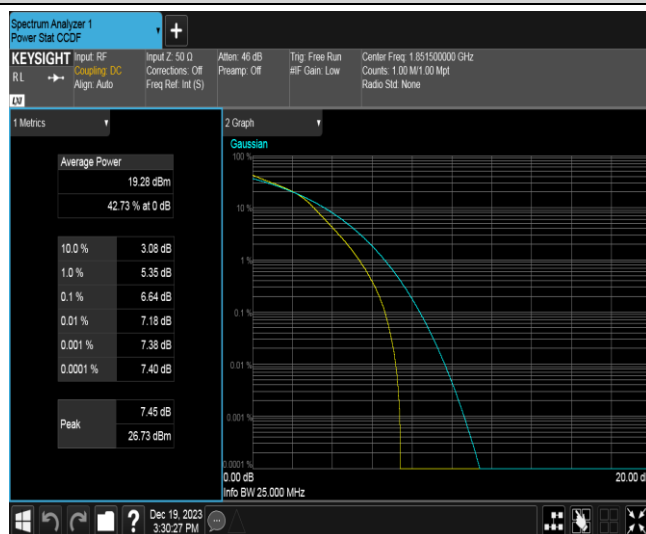 Spectrum Analyzer 1
Power Stat CCDF
+
KEYSIGHT
RL
LXI
Input: RF
Coupling: DC
Align: Auto
Input Z: 50 Ω
Corrections: Off
Freq Ref: Int (S)
Atten: 46 dB
Preamp: Off
Trig: Free Run
#IF Gain: Low
Center Freq: 1.851500000 GHz
Counts: 1.00 M/1.00 Mpt
Radio Std: None
1 Metrics
Average Power
19.28 dBm
42.73 % at 0 dB
10.0 % 3.08 dB
1.0 % 5.35 dB
0.1 % 6.64 dB
0.01 % 7.18 dB
0.001 % 7.38 dB
0.0001 % 7.40 dB
Peak
7.45 dB
26.73 dBm
2 Graph
Gaussian
100 %
10 %
1 %
0.1 %
0.01 %
0.001 %
0.0001 %
0.00 dB
20.00 d
Info BW 25.000 MHz
?
Dec 19, 2023
3:30:27 PM